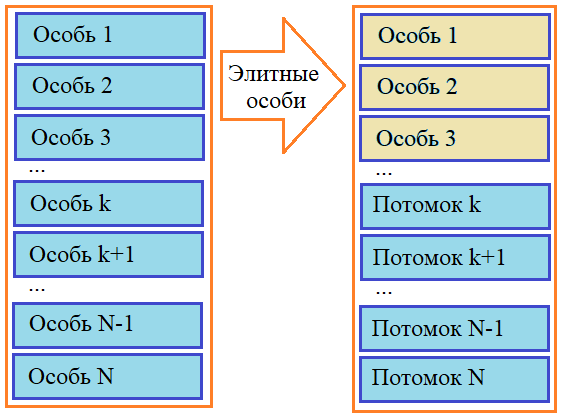 Особь 1
Особь 2
Особь 3
...
Особь k
Особь k+1
...
Особь N-1
Особь N
Элитные
особи
Особь 1
Особь 2
Особь 3
...
Потомок k
Потомок k+1
...
Потомок N-1
Потомок N